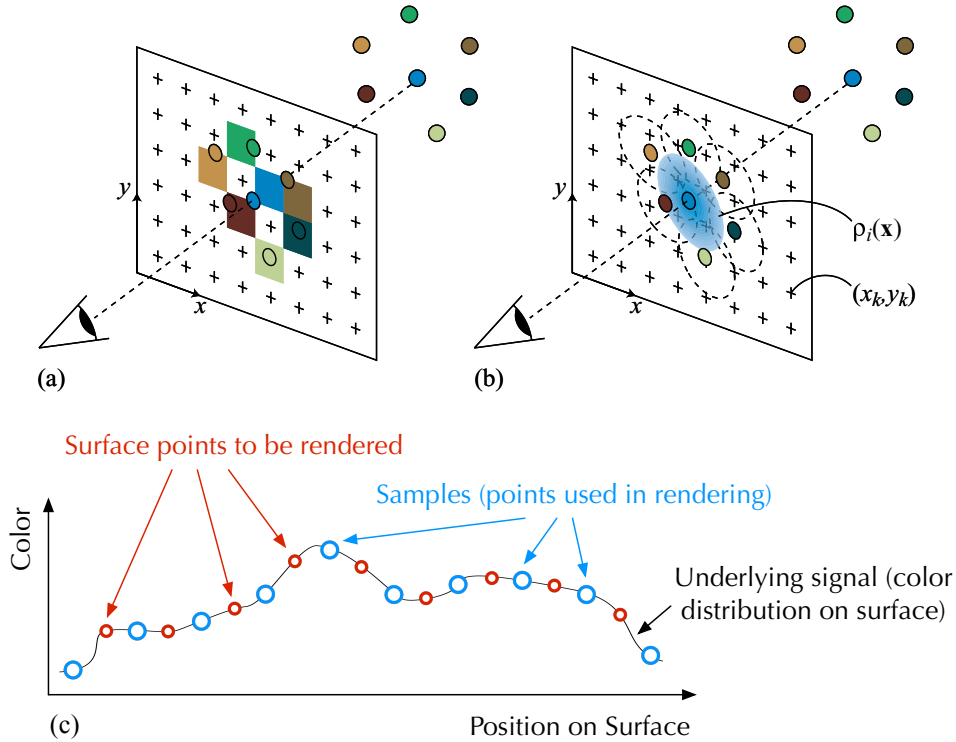 y
x
(a)
y
x
ρi(x)
(xk,yk)
(b)
Surface points to be rendered
Samples (points used in rendering)
Color
Underlying signal (color
distribution on surface)
(c)
Position on Surface